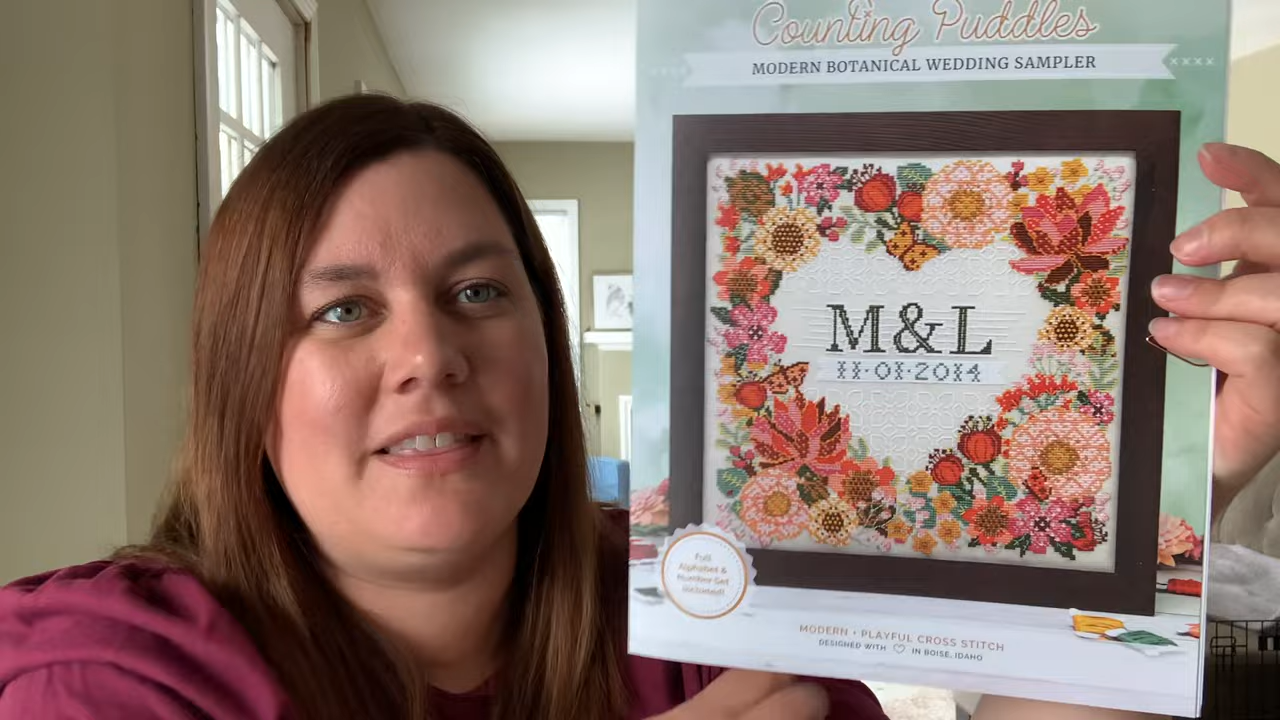 Counting Puddles
MODERN BOTANICAL WEDDING SAMPLER
M&L
11·01·2014
Full
Alphabet &
Number Set
Included!
MODERN + PLAYFUL CROSS STITCH
DESIGNED WITH ♡ IN BOISE, IDAHO